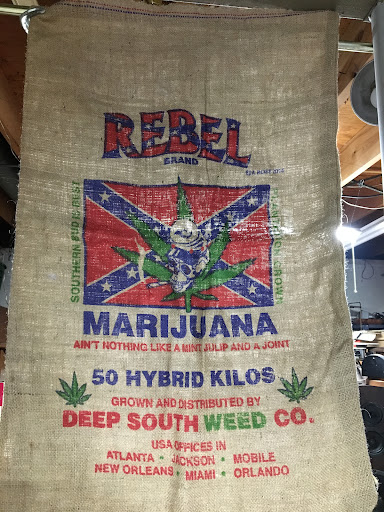 REBEL
BRAND
SOUTHERN
MARIJUANA
AIN'T NOTHING LIKE A MINT JULIP AND A JOINT
50 HYBRID KILOS
GROWN AND DISTRIBUTED BY
DEEP SOUTH WEED CO.
USA OFFICES IN
ATLANTA • JACKSON • MOBILE
NEW ORLEANS • MIAMI • ORLANDO